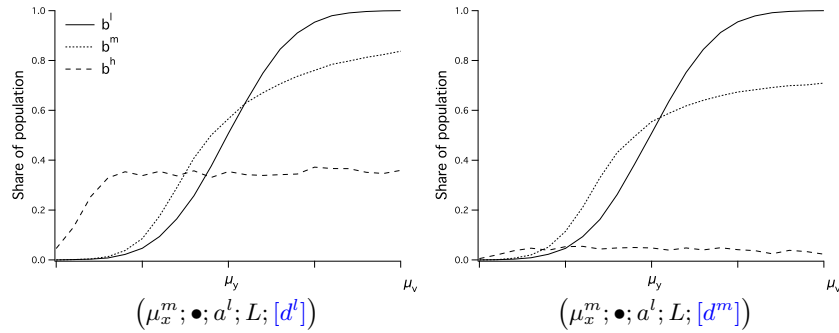 1.0
0.8
0.6
0.4
0.2
0.0
Share of population
b^l
b^m
b^h
μ_y
μ_v
(μ_x^m; •; a^l; L; [d^l])
1.0
0.8
0.6
0.4
0.2
0.0
Share of population
μ_y
μ_v
(μ_x^m; •; a^l; L; [d^m])